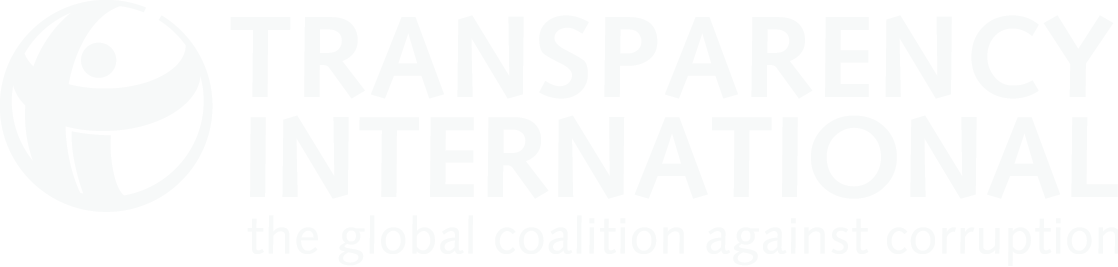 TRANSPARENCY
INTERNATIONAL
the global coalition against corruption